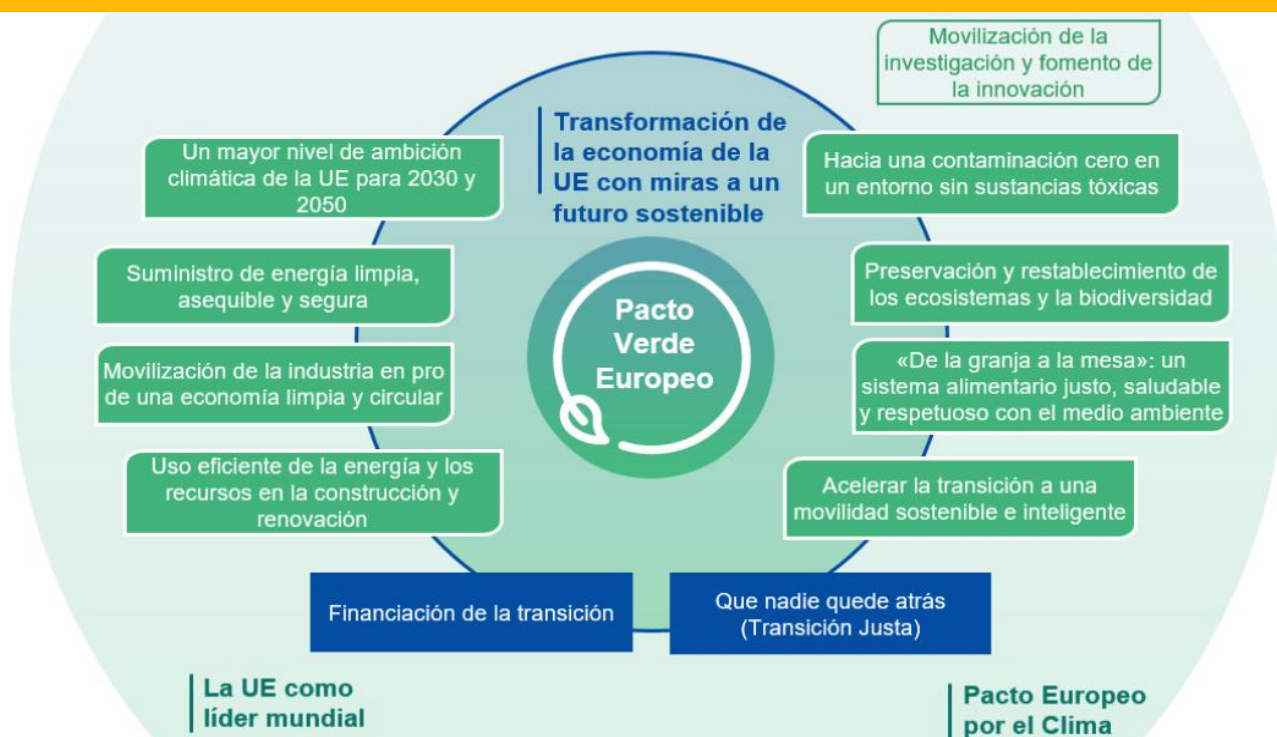 Movilización de la
investigación y fomento de
la innovación
Transformación de
la economía de la
UE con miras a un
futuro sostenible
Un mayor nivel de ambición
climática de la UE para 2030 y
2050
Hacia una contaminación cero en
un entorno sin sustancias tóxicas
Suministro de energía limpia,
asequible y segura
Preservación y restablecimiento de
los ecosistemas y la biodiversidad
Pacto
Verde
Europeo
Movilización de la industria en pro
de una economía limpia y circular
«De la granja a la mesa»: un
sistema alimentario justo, saludable
y respetuoso con el medio ambiente
Uso eficiente de la energía y los
recursos en la construcción y
renovación
Acelerar la transición a una
movilidad sostenible e inteligente
Financiación de la transición
Que nadie quede atrás
(Transición Justa)
La UE como
líder mundial
Pacto Europeo
por el Clima